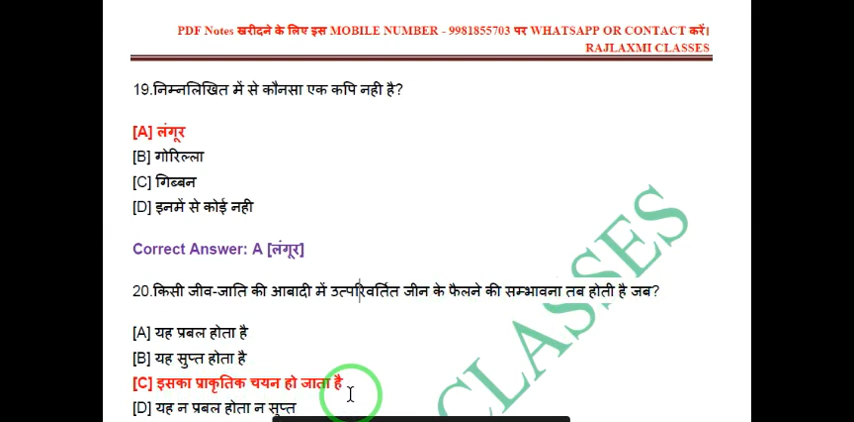 PDF Notes खरीदने के लिए इस MOBILE NUMBER - 9981855703 पर WHATSAPP OR CONTACT करें।
RAJLAXMI CLASSES
19.निम्नलिखित में से कौनसा एक कपि नही है?
[A] लंगूर
[B] गोरिल्ला
[C] गिब्बन
[D] इनमें से कोई नही
Correct Answer: A [लंगूर]
20.किसी जीव-जाति की आबादी में उत्परिवर्तित जीन के फैलने की सम्भावना तब होती है जब?
[A] यह प्रबल होता है
[B] यह सुप्त होता है
[C] इसका प्राकृतिक चयन हो जाता है
[D] यह न प्रबल होता न सुप्त
CLASSES